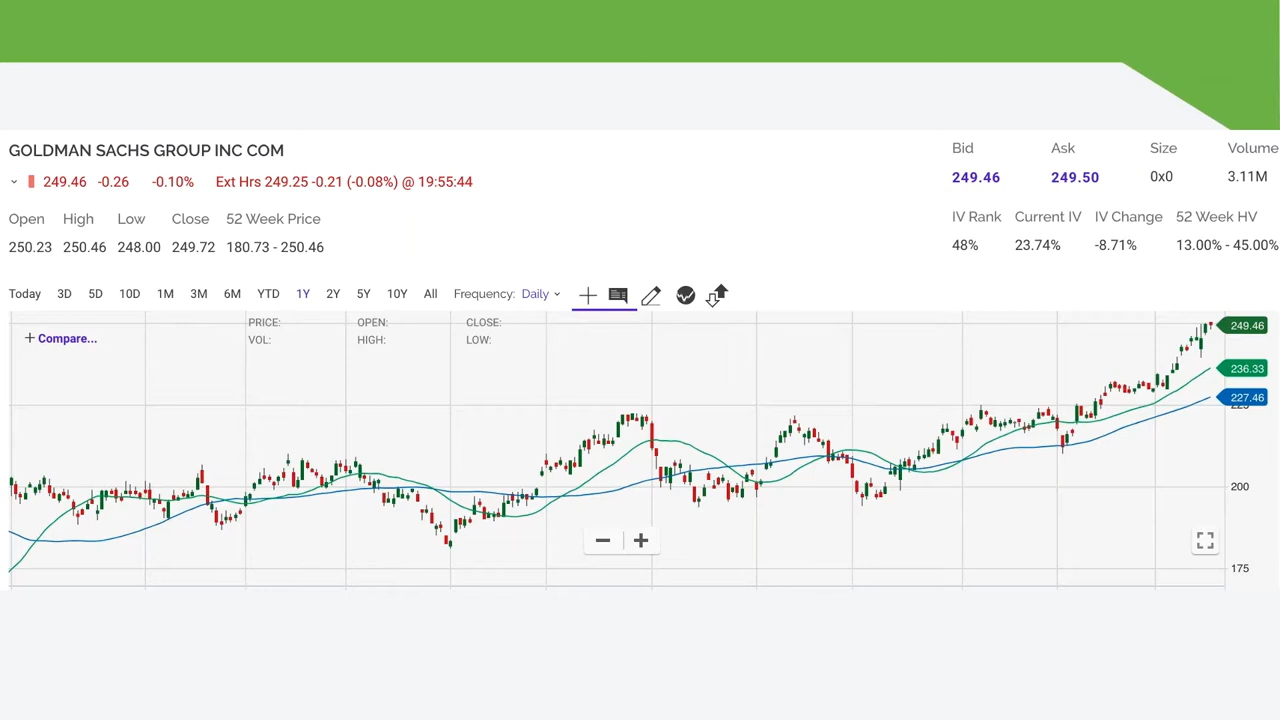 GOLDMAN SACHS GROUP INC COM
249.46 -0.26 -0.10% Ext Hrs 249.25 -0.21 (-0.08%) @ 19:55:44
Open High Low Close 52 Week Price
250.23 250.46 248.00 249.72 180.73 - 250.46
Bid Ask Size Volume
249.46 249.50 0x0 3.11M
IV Rank Current IV IV Change 52 Week HV
48% 23.74% -8.71% 13.00% - 45.00%
Today 3D 5D 10D 1M 3M 6M YTD 1Y 2Y 5Y 10Y All Frequency: Daily
+ Compare...
PRICE: OPEN: CLOSE:
VOL: HIGH: LOW:
249.46
236.33
227.46
225
200
175